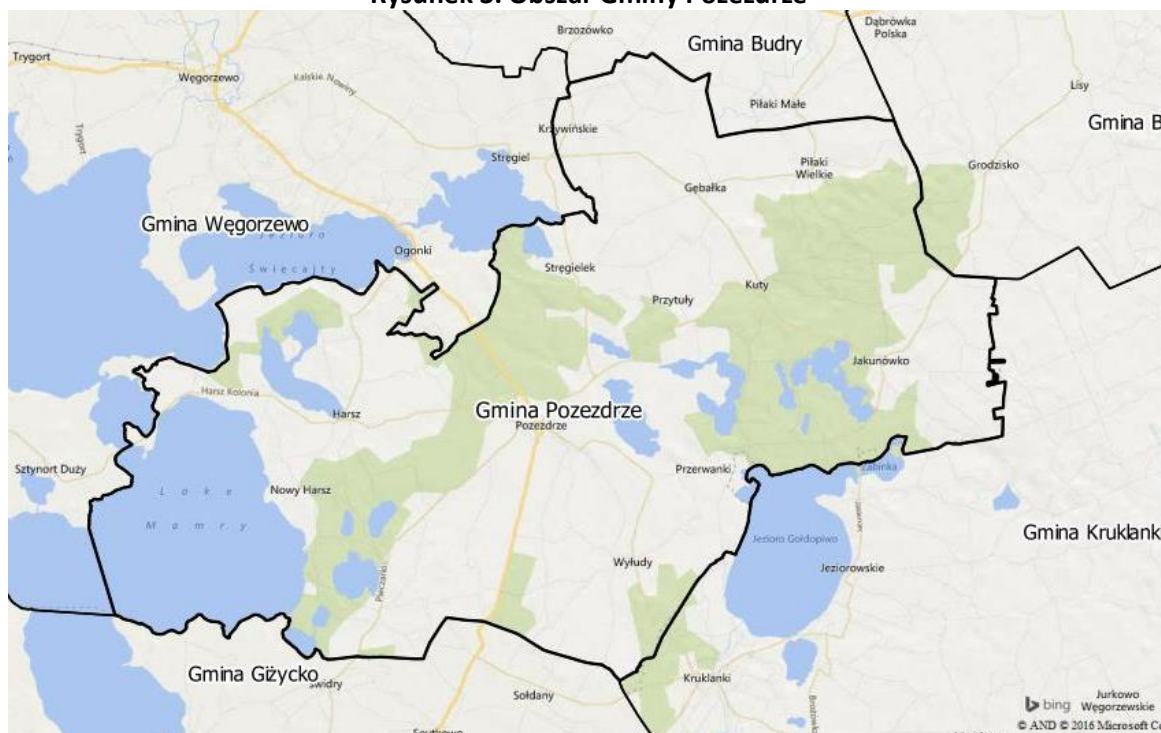 Rysunek 3. Obszar Gminy Pozezdrze
Brzozówko
Dąbrówka
Polska
Gmina Budry
Trygort
Węgorzewo
Kalskie Nowiny
Lisy
Piłaki Małe
Gmina B
Trygort
Krzywińskie
Stręgiel
Piłaki
Wielkie
Grodzisko
Gębałka
Gmina Węgorzewo
Jezioro
Święcajty
Ogonki
Stręgielek
Kuty
Przytuły
Jakunówko
Harsz Kolonia
Harsz
Gmina Pozezdrze
Pozezdrze
Sztynort Duży
Przerwanki
Żabinka
Nowy Harsz
Lake
Mamry
Jezioro Gołdopiwo
Gmina Kruklank
Wyłudy
Jeziorowskie
Pieczarki
Gmina Giżycko
Świdry
Kruklanki
Sołdany
bing
Jurkowo
Węgorzewskie
© AND © 2016 Microsoft Co